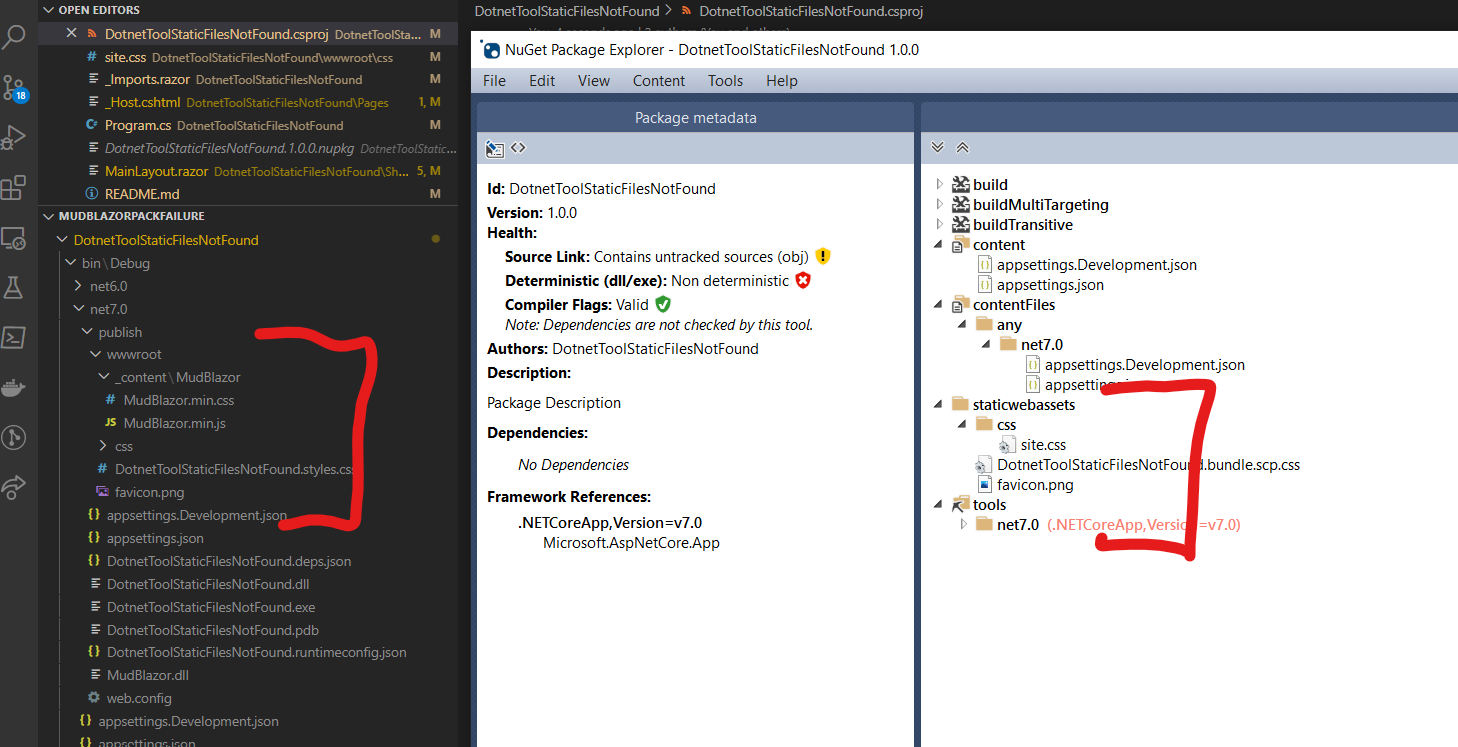 OPEN EDITORS
DotnetToolStaticFilesNotFound.csproj DotnetToolSta... M
site.css DotnetToolStaticFilesNotFound\wwwroot\css M
_Imports.razor DotnetToolStaticFilesNotFound M
_Host.cshtml DotnetToolStaticFilesNotFound\Pages 1, M
Program.cs DotnetToolStaticFilesNotFound M
DotnetToolStaticFilesNotFound.1.0.0.nupkg DotnetToolStatic...
MainLayout.razor DotnetToolStaticFilesNotFound\Sh... 5, M
README.md M
18
MUDBLAZORPACKFAILURE
DotnetToolStaticFilesNotFound
bin\Debug
net6.0
net7.0
publish
wwwroot
_content\MudBlazor
MudBlazor.min.css
JS MudBlazor.min.js
css
DotnetToolStaticFilesNotFound.styles.css
favicon.png
appsettings.Development.json
appsettings.json
DotnetToolStaticFilesNotFound.deps.json
DotnetToolStaticFilesNotFound.dll
DotnetToolStaticFilesNotFound.exe
DotnetToolStaticFilesNotFound.pdb
DotnetToolStaticFilesNotFound.runtimeconfig.json
MudBlazor.dll
web.config
appsettings.Development.json
appsettings.json
DotnetToolStaticFilesNotFound > DotnetToolStaticFilesNotFound.csproj
NuGet Package Explorer - DotnetToolStaticFilesNotFound 1.0.0
File Edit View Content Tools Help
Package metadata
Id: DotnetToolStaticFilesNotFound
Version: 1.0.0
Health:
Source Link: Contains untracked sources (obj)
Deterministic (dll/exe): Non deterministic
Compiler Flags: Valid
Note: Dependencies are not checked by this tool.
Authors: DotnetToolStaticFilesNotFound
Description:
Package Description
Dependencies:
No Dependencies
Framework References:
.NETCoreApp,Version=v7.0
Microsoft.AspNetCore.App
build
buildMultiTargeting
buildTransitive
content
appsettings.Development.json
appsettings.json
contentFiles
any
net7.0
appsettings.Development.json
staticwebassets
css
site.css
DotnetToolStaticFilesNotFound.bundle.scp.css
favicon.png
tools
net7.0 (.NETCoreApp,Version=v7.0)